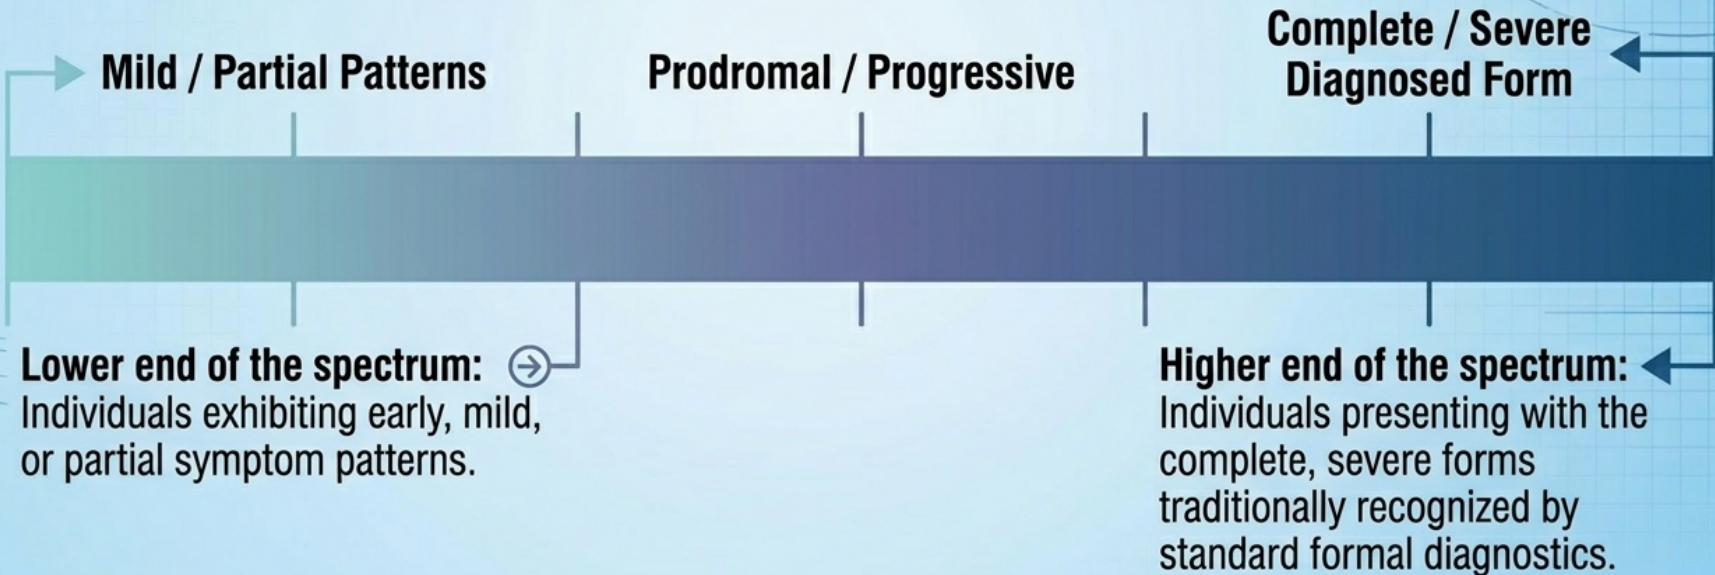 Mild / Partial Patterns
Prodromal / Progressive
Complete / Severe
Diagnosed Form
Lower end of the spectrum:
Individuals exhibiting early, mild,
or partial symptom patterns.
Higher end of the spectrum:
Individuals presenting with the
complete, severe forms
traditionally recognized by
standard formal diagnostics.